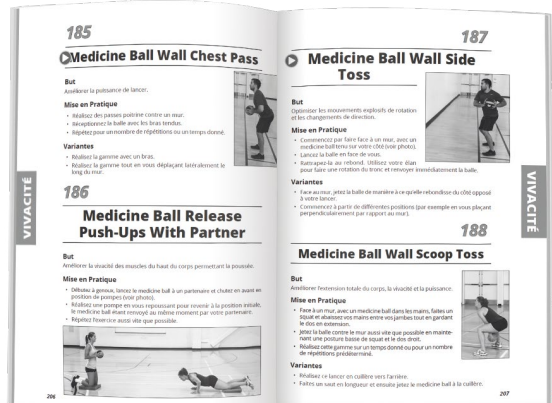 185
Medicine Ball Wall Chest Pass
But
Améliorer la puissance de lancer.
Mise en Pratique
• Réalisez des passes poitrine contre un mur.
• Réceptionnez la balle avec les bras tendus.
• Répétez pour un nombre de répétitions ou un temps donné.
Variantes
• Réalisez la gamme avec un bras.
• Réalisez la gamme tout en vous déplaçant latéralement le
long du mur.
VIVACITÉ
186
Medicine Ball Release
Push-Ups With Partner
But
Améliorer la vivacité des muscles du haut du corps permettant la poussée.
Mise en Pratique
• Débutez à genoux, lancez le medicine ball à un partenaire et chutez en avant en
position de pompes (voir photo).
• Réalisez une pompe en vous repoussant pour revenir à la position initiale,
le medicine ball étant renvoyé au même moment par votre partenaire.
• Répétez l'exercice aussi vite que possible.
206
187
Medicine Ball Wall Side
Toss
But
Optimiser les mouvements explosifs de rotation
et les changements de direction.
Mise en Pratique
• Commencez par faire face à un mur, avec un
medicine ball tenu sur votre côté (voir photo).
• Lancez la balle en face de vous.
• Rattrapez-la au rebond. Utilisez votre élan
pour faire une rotation du tronc et renvoyer immédiatement la balle.
Variantes
• Face au mur, jetez la balle de manière à ce qu'elle rebondisse du côté opposé
à votre lancer.
• Commencez à partir de différentes positions (par exemple en vous plaçant
perpendiculairement par rapport au mur).
VIVACITÉ
188
Medicine Ball Wall Scoop Toss
But
Améliorer l'extension totale du corps, la vivacité et la puissance.
Mise en Pratique
• Face à un mur, avec un medicine ball dans les mains, faites un
squat et abaissez vos mains entre vos jambes tout en gardant
le dos en extension.
• Jetez la balle contre le mur aussi vite que possible en mainte-
nant une posture basse de squat et le dos droit.
• Réalisez cette gamme sur un temps donné ou pour un nombre
de répétitions prédéterminé.
Variantes
• Réalisez ce lancer en cuillère vers l'arrière.
• Faites un saut en longueur et ensuite jetez le medicine ball à la cuillère.
207